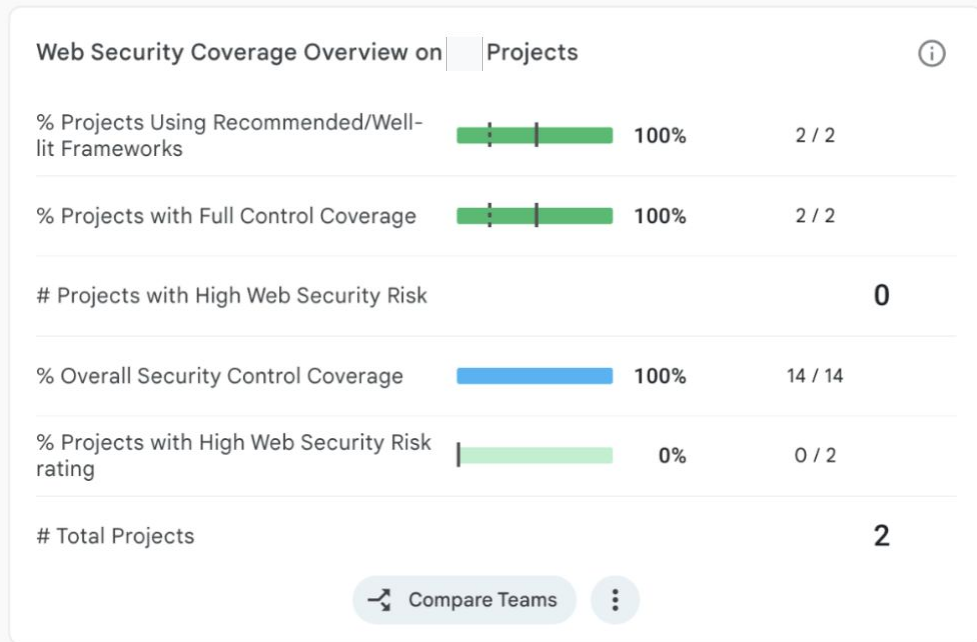 Web Security Coverage Overview on Projects
% Projects Using Recommended/Well-
lit Frameworks
100%
2 / 2
% Projects with Full Control Coverage
100%
2 / 2
# Projects with High Web Security Risk
0
% Overall Security Control Coverage
100%
14 / 14
% Projects with High Web Security Risk
rating
0%
0 / 2
# Total Projects
2
Compare Teams